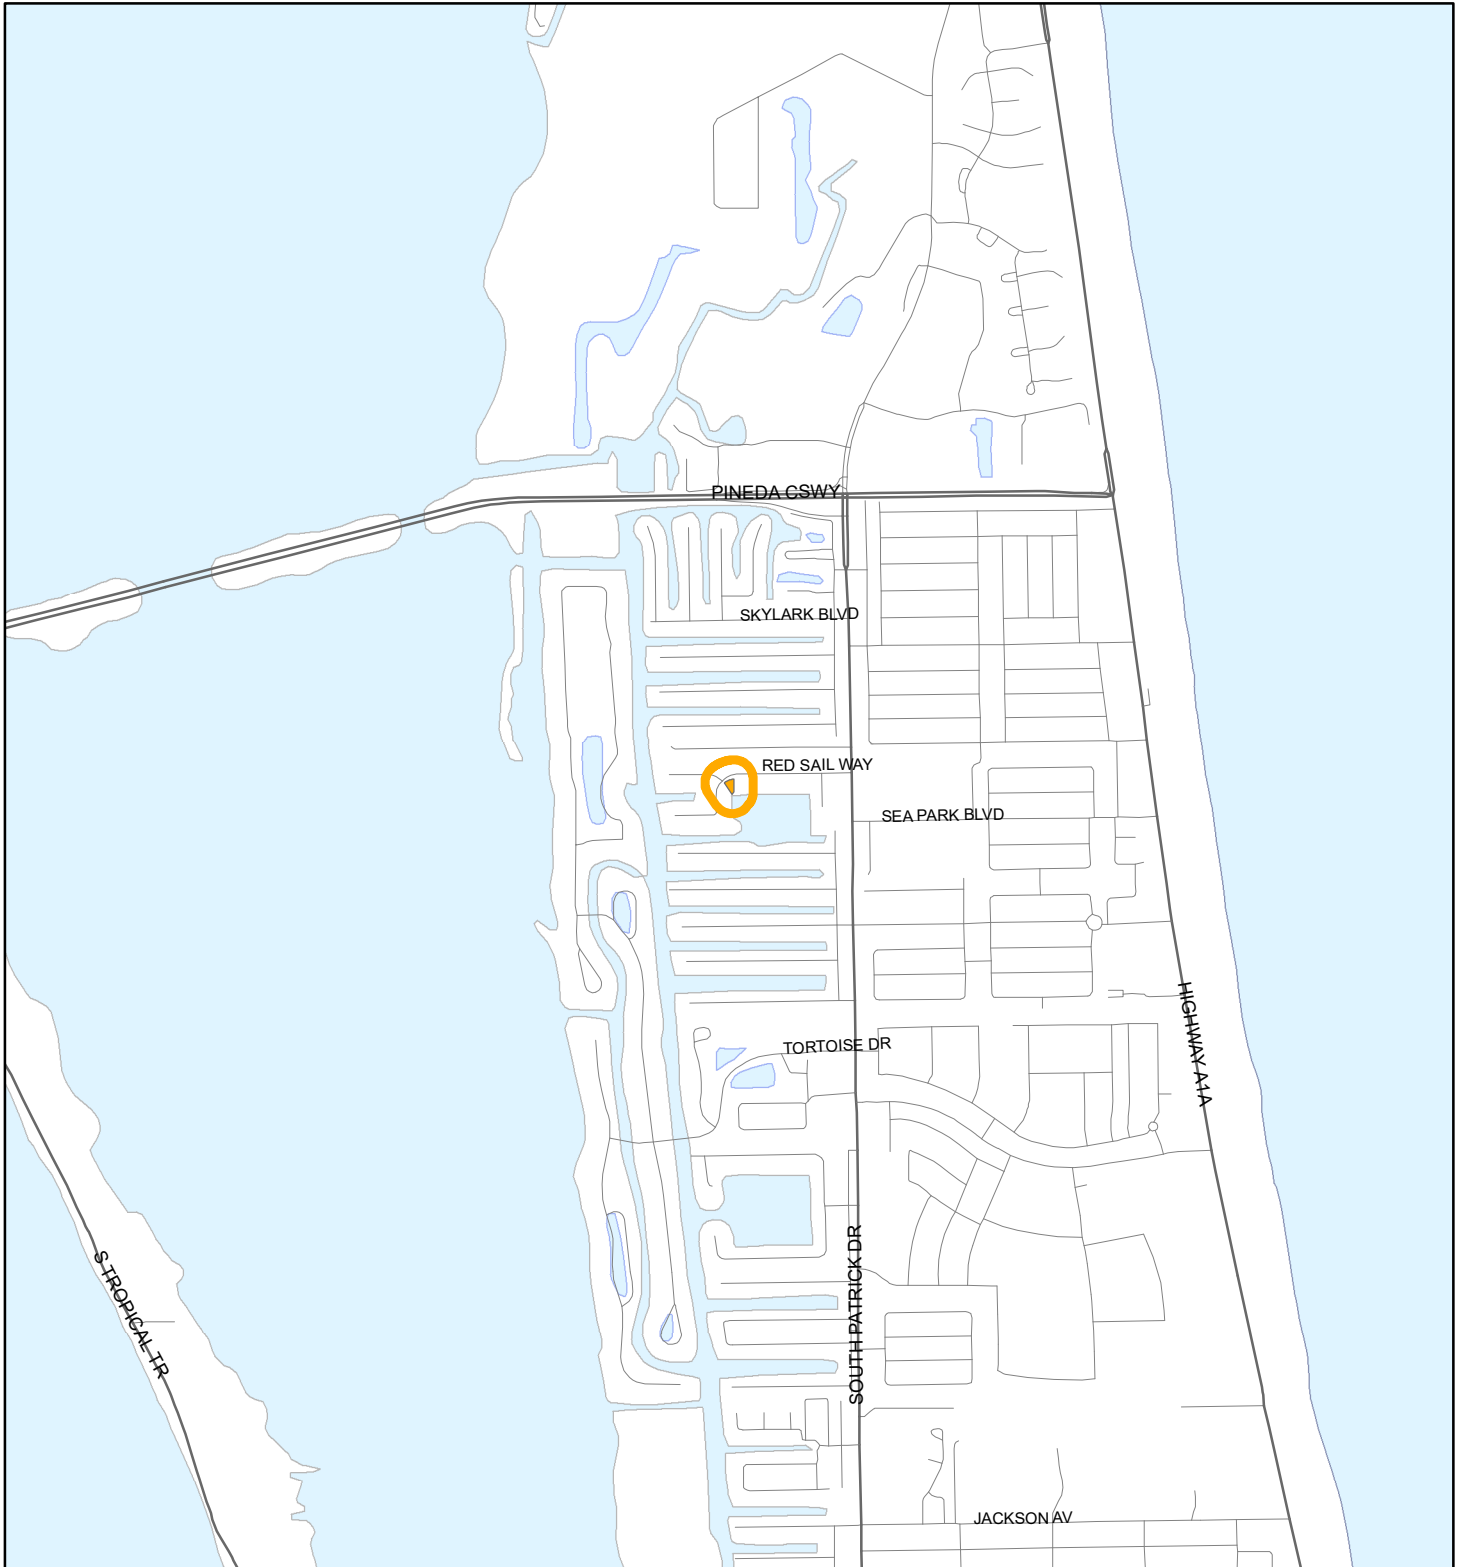 PINEDA CSWY
SKYLARK BLVD
RED SAIL WAY
SEA PARK BLVD
HIGHWAY A1A
TORTOISE DR
SOUTH PATRICK DR
S TROPICAL TR
JACKSON AV